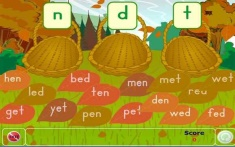 n d t
hen bed men met wet
led ten den reu
get yet pen pet wed fed
Score